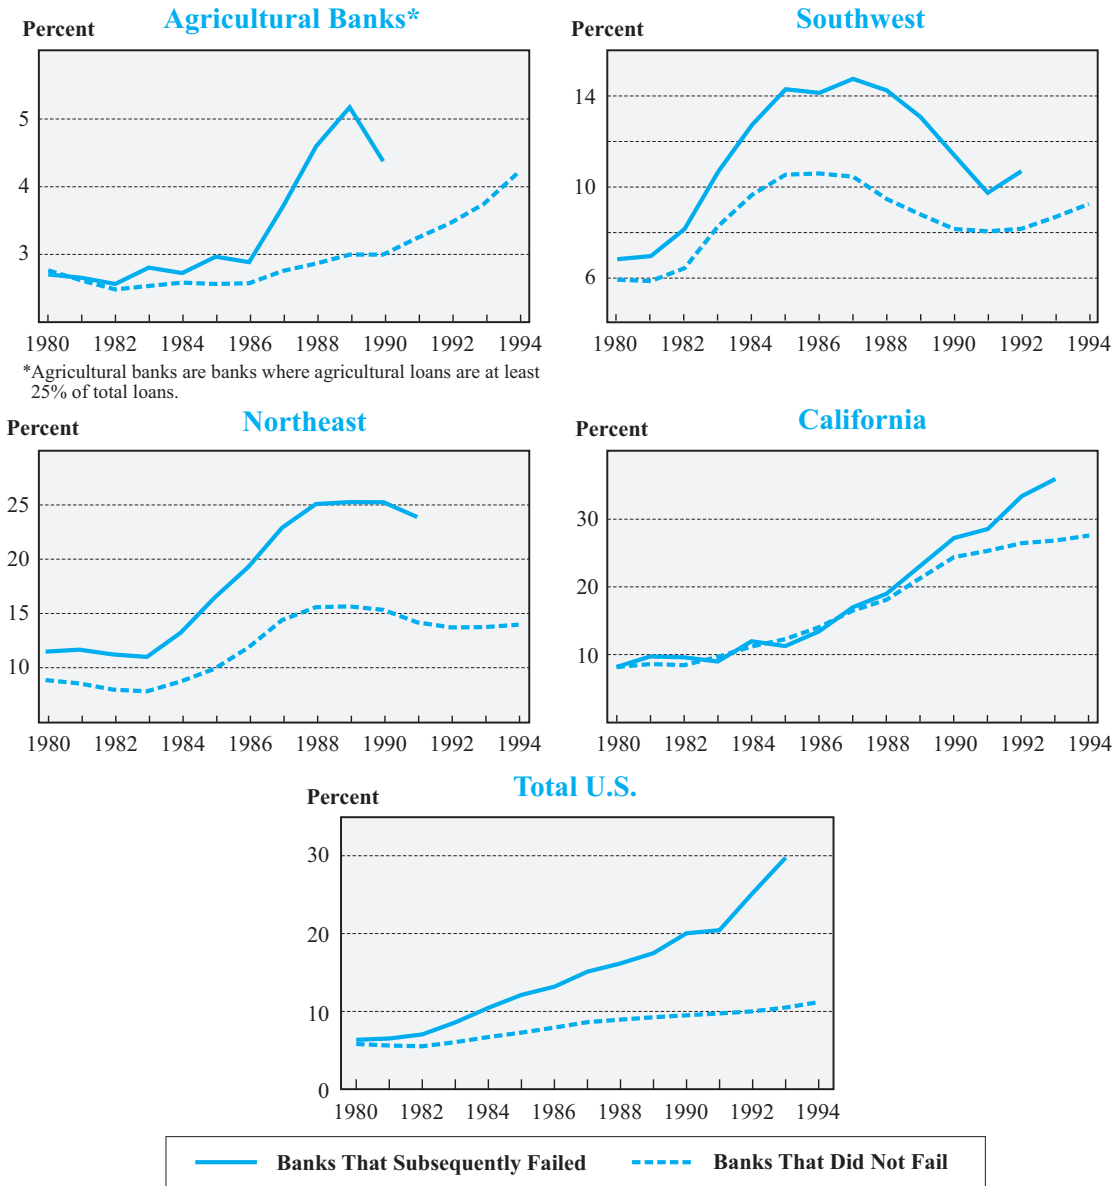 Agricultural Banks*
Percent
5
4
3
1980 1982 1984 1986 1988 1990 1992 1994
*Agricultural banks are banks where agricultural loans are at least
25% of total loans.
Southwest
Percent
14
10
6
1980 1982 1984 1986 1988 1990 1992 1994
Northeast
Percent
25
20
15
10
1980 1982 1984 1986 1988 1990 1992 1994
California
Percent
30
20
10
1980 1982 1984 1986 1988 1990 1992 1994
Total U.S.
Percent
30
20
10
0
1980 1982 1984 1986 1988 1990 1992 1994
Banks That Subsequently Failed Banks That Did Not Fail